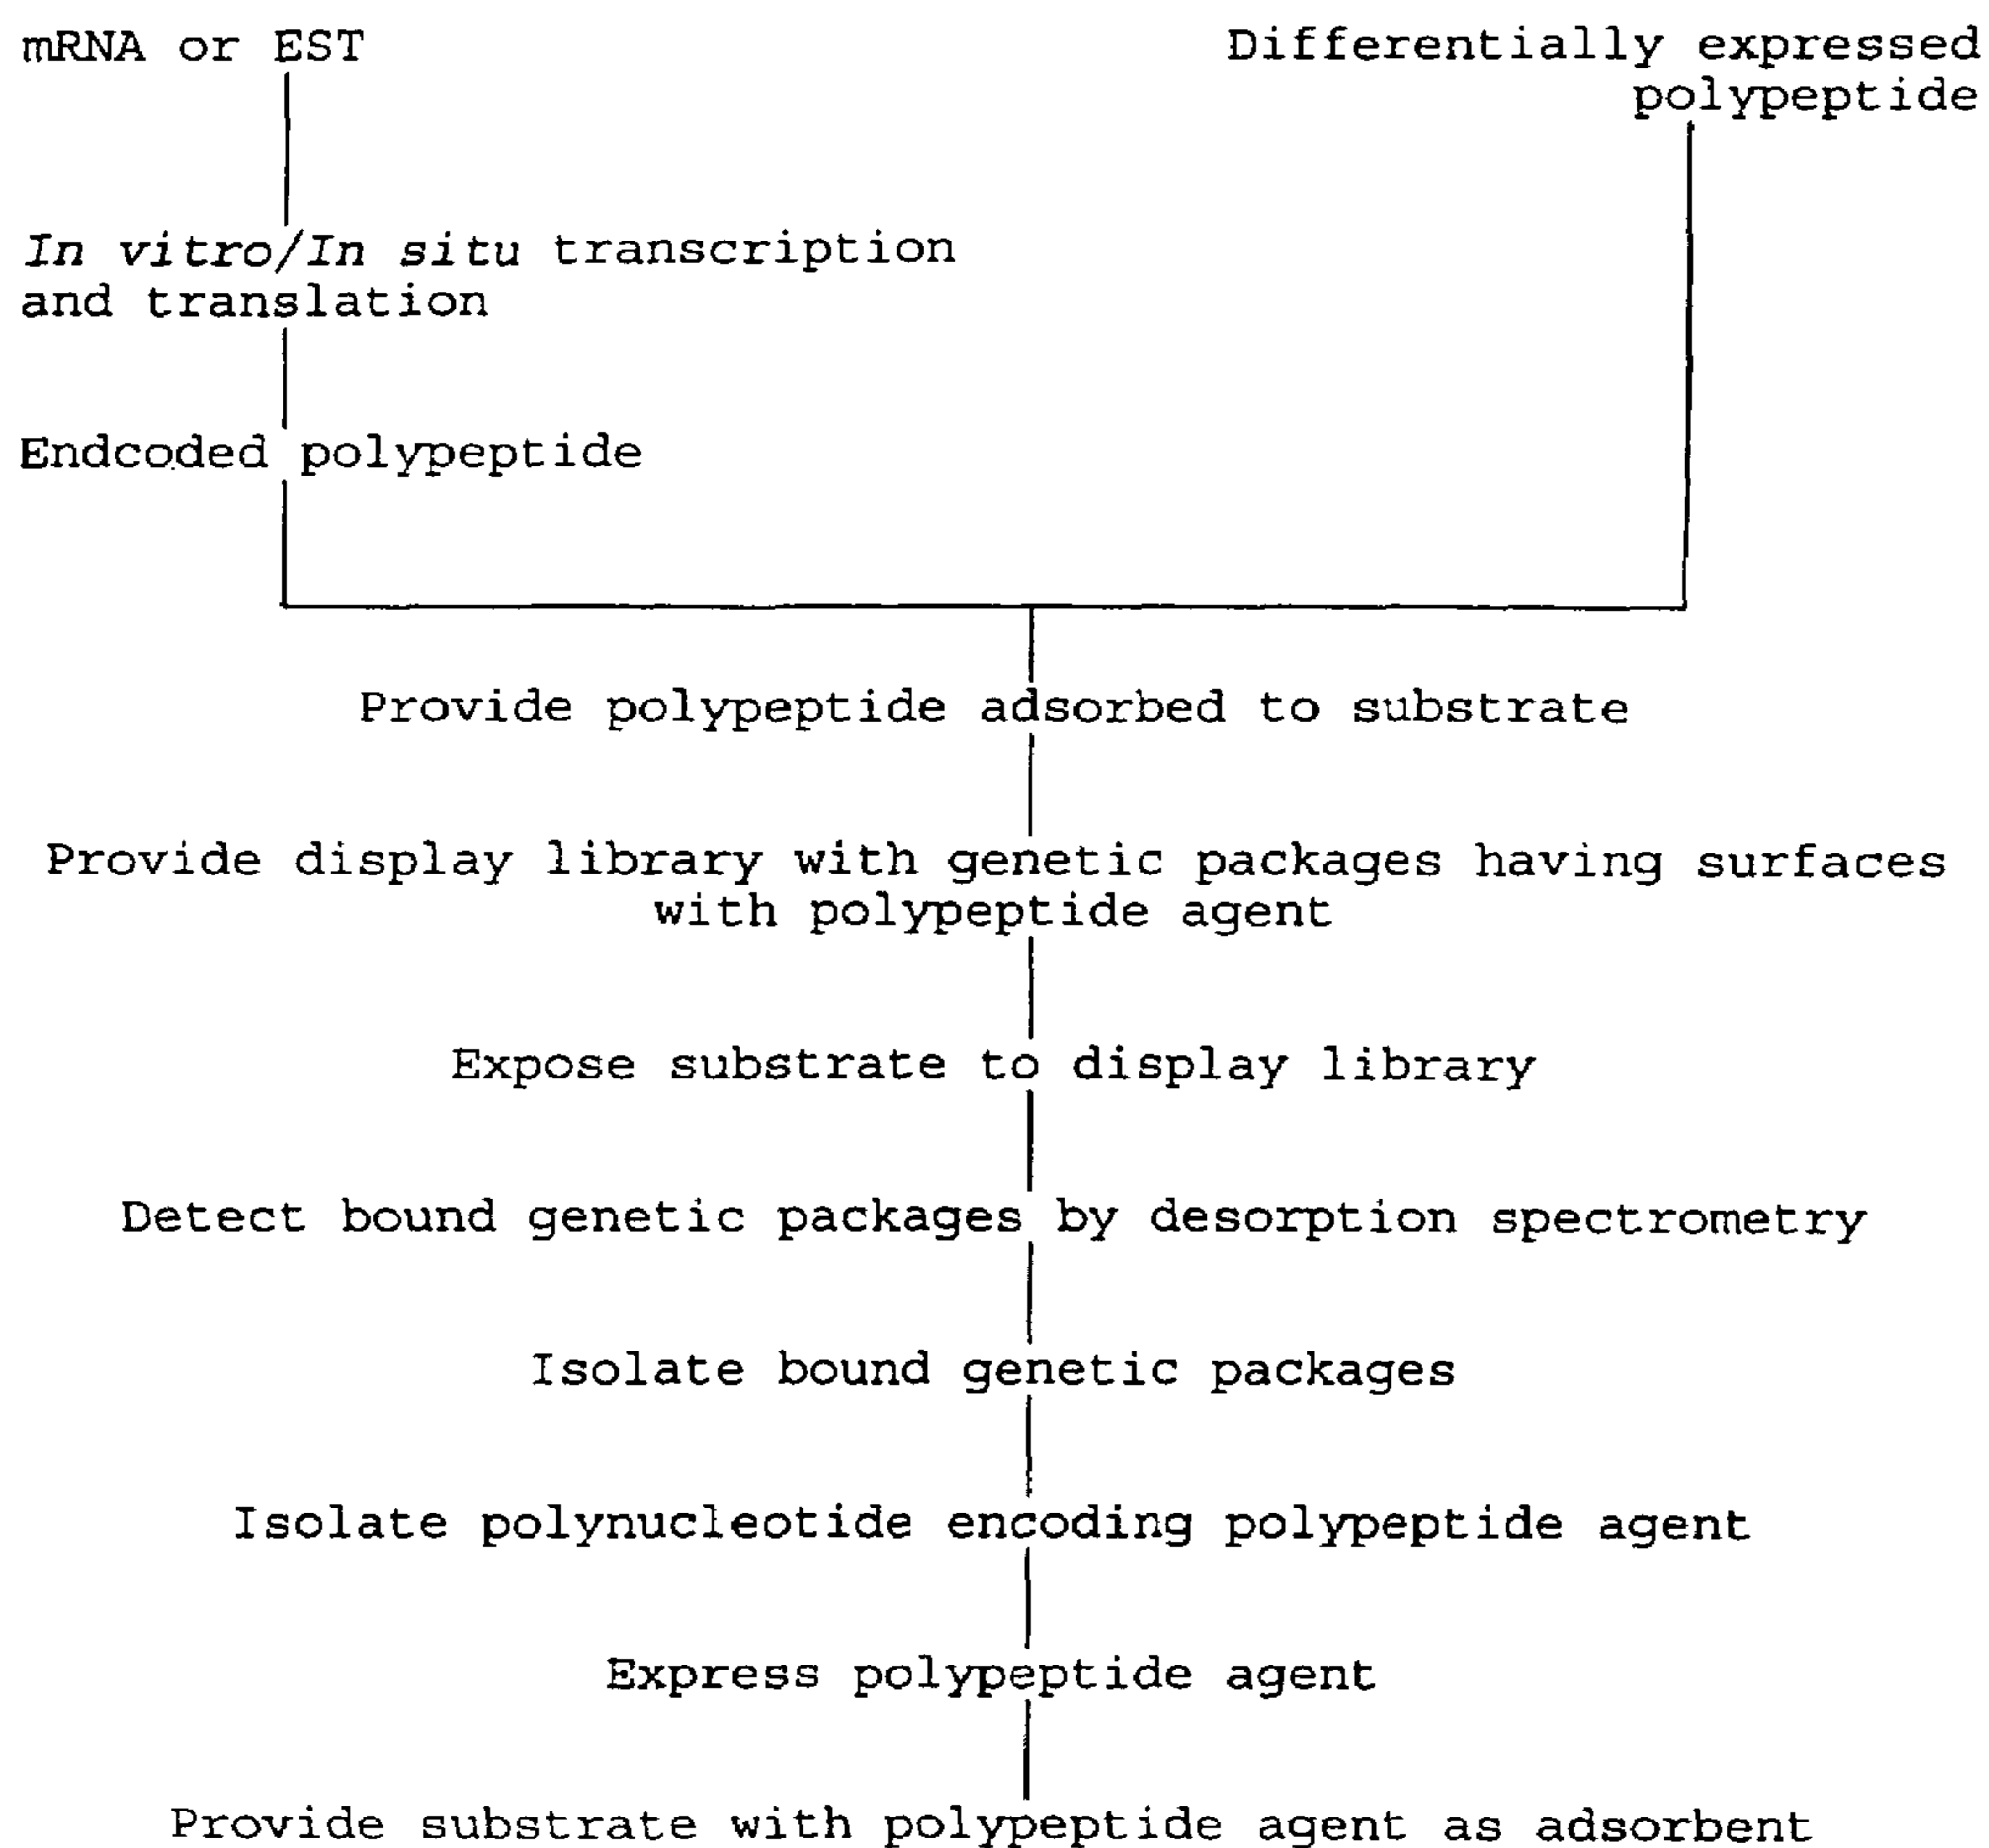 mRNA or EST
Differentially expressed
polypeptide
In vitro/In situ transcription
and translation
Endcoded polypeptide
Provide polypeptide adsorbed to substrate
Provide display library with genetic packages having surfaces
with polypeptide agent
Expose substrate to display library
Detect bound genetic packages by desorption spectrometry
Isolate bound genetic packages
Isolate polynucleotide encoding polypeptide agent
Express polypeptide agent
Provide substrate with polypeptide agent as adsorbent